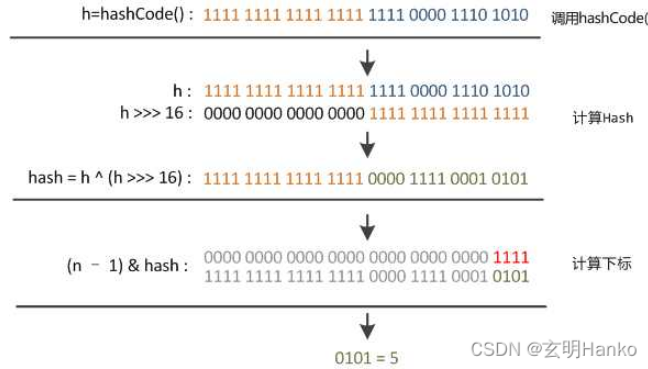 h=hashCode() : 1111 1111 1111 1111 1111 0000 1110 1010 调用hashCode(
h : 1111 1111 1111 1111 1111 0000 1110 1010
h >>> 16 : 0000 0000 0000 0000 1111 1111 1111 1111
计算Hash
hash = h ^ (h >>> 16) : 1111 1111 1111 1111 0000 1111 0001 0101
0000 0000 0000 0000 0000 0000 0000 1111
(n – 1) & hash : 计算下标
1111 1111 1111 1111 0000 1111 0001 0101
0101 = 5
CSDN @玄明Hanko